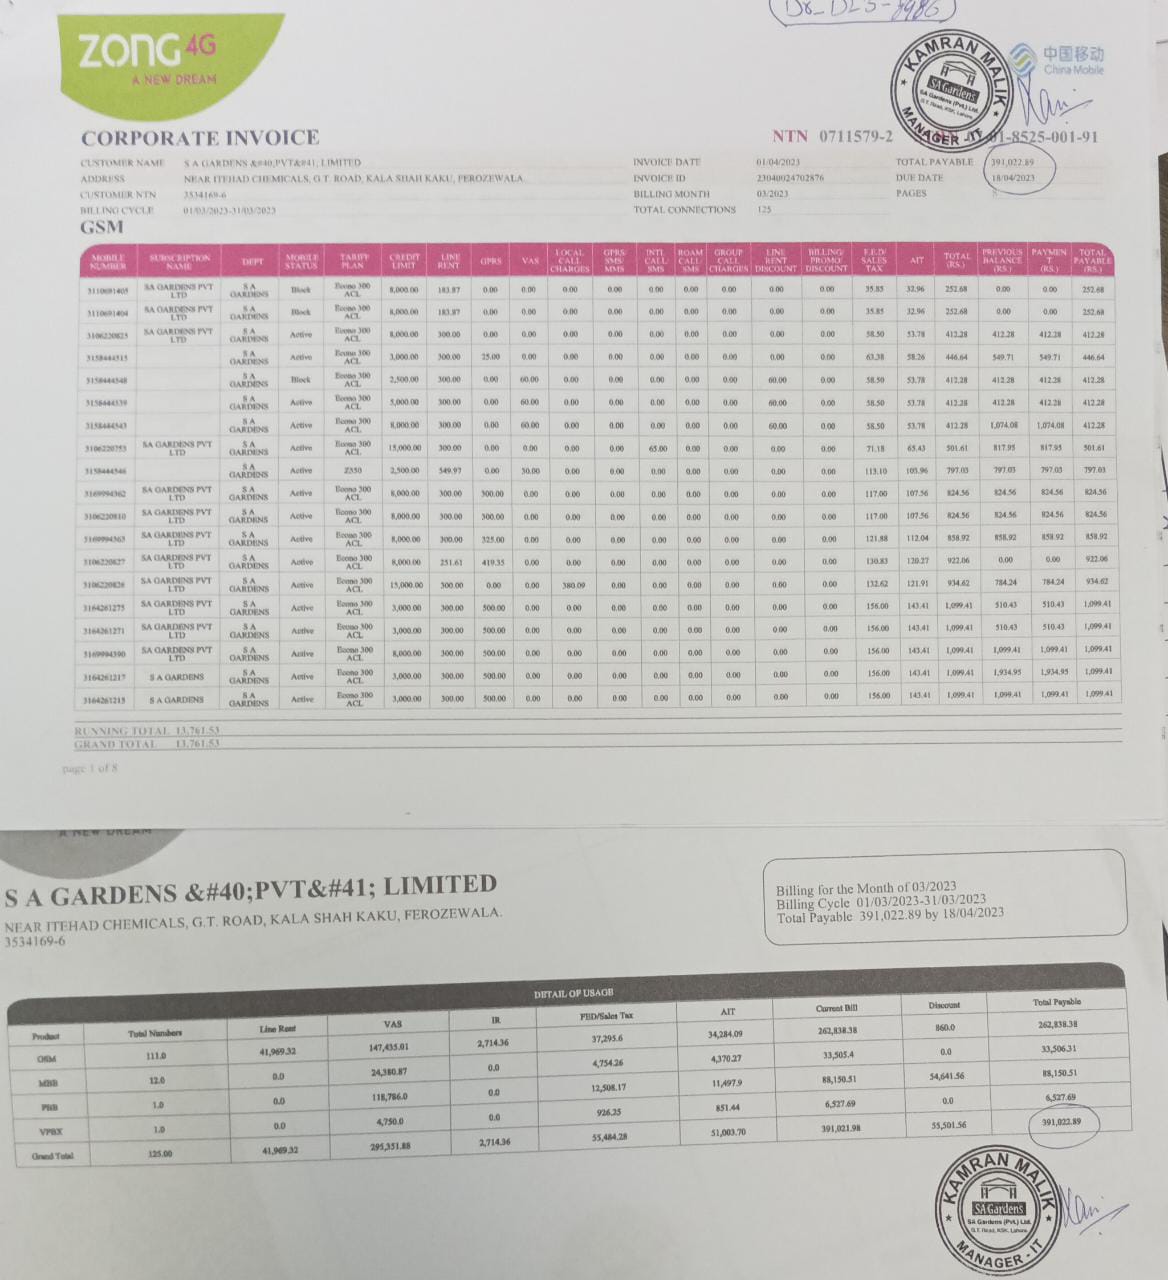 ZONG 4G
A NEW DREAM
中国移动
China Mobile
KAMRAN MALIK
SA Gardens
SA Gardens (Pvt.) Ltd.
G.T. Road, KSK, Lahore
MANAGER - IT
CORPORATE INVOICE
NTN 0711579-2 -8525-001-91
CUSTOMER NAME S A GARDENS &#40;PVT&#41; LIMITED INVOICE DATE 01/04/2023 TOTAL PAYABLE 391,022.89
ADDRESS NEAR ITEHAD CHEMICALS, G.T. ROAD, KALA SHAH KAKU, FEROZEWALA. INVOICE ID 23040024702876 DUE DATE 18/04/2023
CUSTOMER NTN 3534169-6 BILLING MONTH 03/2023 PAGES 8
BILLING CYCLE 01/03/2023-31/03/2023 TOTAL CONNECTIONS 125
GSM
MOBILE NUMBER SUBSCRIPTION NAME DEPT MOBILE STATUS TARIFF PLAN CREDIT LIMIT LINE RENT GPRS VAS LOCAL CALL CHARGES GPRS/ SMS/ MMS INTL CALL/ SMS ROAM CALL/ SMS GROUP CALL CHARGES LINE RENT DISCOUNT BILLING/ PROMO/ DISCOUNT F.E.D/ SALES TAX AIT TOTAL (RS.) PREVIOUS BALANCE (RS.) PAYMENT (RS.) TOTAL PAYABLE (RS.)
3110691405 SA GARDENS PVT LTD S A GARDENS Block Econo 300 ACL 8,000.00 183.87 0.00 0.00 0.00 0.00 0.00 0.00 0.00 0.00 0.00 35.85 32.96 252.68 0.00 0.00 252.68
3110691404 SA GARDENS PVT LTD S A GARDENS Block Econo 300 ACL 8,000.00 183.87 0.00 0.00 0.00 0.00 0.00 0.00 0.00 0.00 0.00 35.85 32.96 252.68 0.00 0.00 252.68
3106220825 SA GARDENS PVT LTD S A GARDENS Active Econo 300 ACL 8,000.00 300.00 0.00 0.00 0.00 0.00 0.00 0.00 0.00 0.00 0.00 58.50 53.78 412.28 412.28 412.28 412.28
3158444515 S A GARDENS Active Econo 300 ACL 3,000.00 300.00 25.00 0.00 0.00 0.00 0.00 0.00 0.00 0.00 0.00 63.38 58.26 446.64 549.71 549.71 446.64
3158444548 S A GARDENS Block Econo 300 ACL 2,500.00 300.00 0.00 60.00 0.00 0.00 0.00 0.00 0.00 60.00 0.00 58.50 53.78 412.28 412.28 412.28 412.28
3158444539 S A GARDENS Active Econo 300 ACL 5,000.00 300.00 0.00 60.00 0.00 0.00 0.00 0.00 0.00 60.00 0.00 58.50 53.78 412.28 412.28 412.28 412.28
3158444543 S A GARDENS Active Econo 300 ACL 8,000.00 300.00 0.00 60.00 0.00 0.00 0.00 0.00 0.00 60.00 0.00 58.50 53.78 412.28 1,074.08 1,074.08 412.28
3106220753 SA GARDENS PVT LTD S A GARDENS Active Econo 300 ACL 15,000.00 300.00 0.00 0.00 0.00 0.00 65.00 0.00 0.00 0.00 0.00 71.18 65.43 501.61 817.95 817.95 501.61
3158444546 S A GARDENS Active Z350 2,500.00 549.97 0.00 30.00 0.00 0.00 0.00 0.00 0.00 0.00 0.00 113.10 103.96 797.03 797.03 797.03 797.03
3169994362 SA GARDENS PVT LTD S A GARDENS Active Econo 300 ACL 8,000.00 300.00 300.00 0.00 0.00 0.00 0.00 0.00 0.00 0.00 0.00 117.00 107.56 824.56 824.56 824.56 824.56
3106220810 SA GARDENS PVT LTD S A GARDENS Active Econo 300 ACL 8,000.00 300.00 300.00 0.00 0.00 0.00 0.00 0.00 0.00 0.00 0.00 117.00 107.56 824.56 824.56 824.56 824.56
3169994363 SA GARDENS PVT LTD S A GARDENS Active Econo 300 ACL 8,000.00 300.00 325.00 0.00 0.00 0.00 0.00 0.00 0.00 0.00 0.00 121.88 112.04 858.92 858.92 858.92 858.92
3106220827 SA GARDENS PVT LTD S A GARDENS Active Econo 300 ACL 8,000.00 251.61 419.35 0.00 0.00 0.00 0.00 0.00 0.00 0.00 0.00 130.83 120.27 922.06 0.00 0.00 922.06
3106220826 SA GARDENS PVT LTD S A GARDENS Active Econo 300 ACL 15,000.00 300.00 0.00 0.00 380.09 0.00 0.00 0.00 0.00 0.00 0.00 132.62 121.91 934.62 784.24 784.24 934.62
3164261275 SA GARDENS PVT LTD S A GARDENS Active Econo 300 ACL 3,000.00 300.00 500.00 0.00 0.00 0.00 0.00 0.00 0.00 0.00 0.00 156.00 143.41 1,099.41 510.43 510.43 1,099.41
3164261271 SA GARDENS PVT LTD S A GARDENS Active Econo 300 ACL 3,000.00 300.00 500.00 0.00 0.00 0.00 0.00 0.00 0.00 0.00 0.00 156.00 143.41 1,099.41 510.43 510.43 1,099.41
3169994390 SA GARDENS PVT LTD S A GARDENS Active Econo 300 ACL 8,000.00 300.00 500.00 0.00 0.00 0.00 0.00 0.00 0.00 0.00 0.00 156.00 143.41 1,099.41 1,099.41 1,099.41 1,099.41
3164261217 S A GARDENS S A GARDENS Active Econo 300 ACL 3,000.00 300.00 500.00 0.00 0.00 0.00 0.00 0.00 0.00 0.00 0.00 156.00 143.41 1,099.41 1,934.95 1,934.95 1,099.41
3164261215 S A GARDENS S A GARDENS Active Econo 300 ACL 3,000.00 300.00 500.00 0.00 0.00 0.00 0.00 0.00 0.00 0.00 0.00 156.00 143.41 1,099.41 1,099.41 1,099.41 1,099.41
RUNNING TOTAL 13,761.53
GRAND TOTAL 13,761.53
page 1 of 8
A NEW DREAM
S A GARDENS &#40;PVT&#41; LIMITED
NEAR ITEHAD CHEMICALS, G.T. ROAD, KALA SHAH KAKU, FEROZEWALA.
3534169-6
Billing for the Month of 03/2023
Billing Cycle 01/03/2023-31/03/2023
Total Payable 391,022.89 by 18/04/2023
DETAIL OF USAGE
Product Total Numbers Line Rent VAS IR FED/Sales Tax AIT Current Bill Discount Total Payable
GSM 111.0 41,969.32 147,435.01 2,714.36 37,295.6 34,284.09 262,838.38 860.0 262,838.38
MBB 12.0 0.0 24,380.87 0.0 4,754.26 4,370.27 33,505.4 0.0 33,506.31
PRB 1.0 0.0 118,786.0 0.0 12,508.17 11,497.9 88,150.51 54,641.56 88,150.51
VPBX 1.0 0.0 4,750.0 0.0 926.25 851.44 6,527.69 0.0 6,527.69
Grand Total 125.00 41,969.32 295,351.88 2,714.36 55,484.28 51,003.70 391,021.98 55,501.56 391,022.89
KAMRAN MALIK
SA Gardens
SA Gardens (Pvt.) Ltd.
G.T. Road, KSK, Lahore
MANAGER - IT